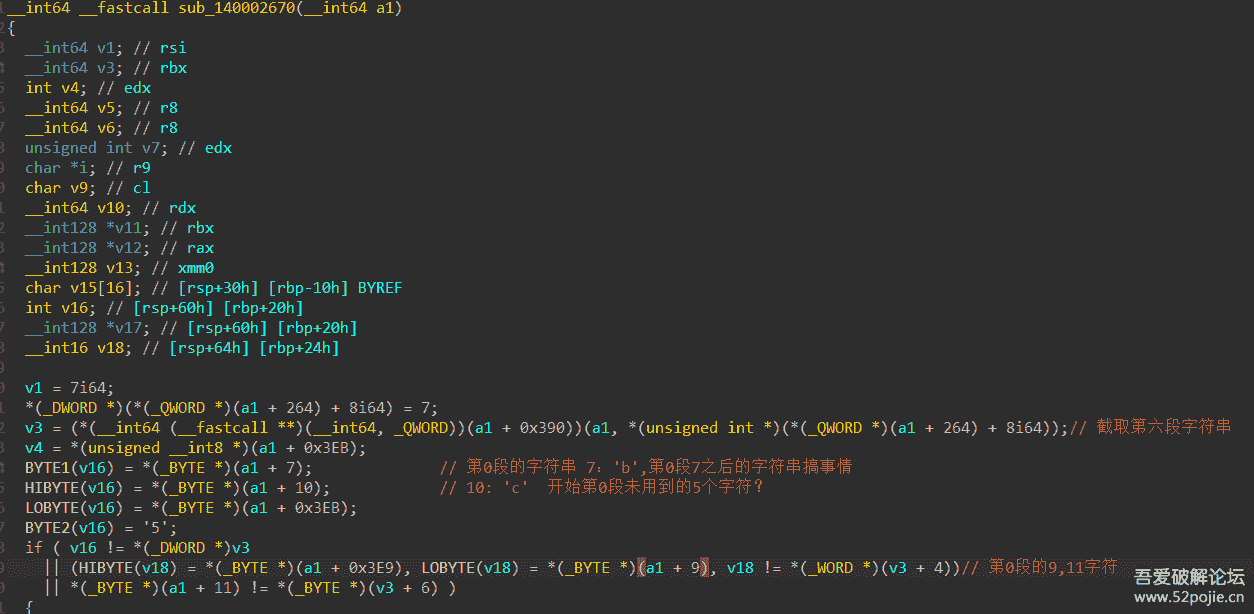 __int64 __fastcall sub_140002670(__int64 a1)
{
__int64 v1; // rsi
__int64 v3; // rbx
int v4; // edx
__int64 v5; // r8
__int64 v6; // r8
unsigned int v7; // edx
char *i; // r9
char v9; // cl
__int64 v10; // rdx
__int128 *v11; // rbx
__int128 *v12; // rax
__int128 v13; // xmm0
char v15[16]; // [rsp+30h] [rbp-10h] BYREF
int v16; // [rsp+60h] [rbp+20h]
__int128 *v17; // [rsp+60h] [rbp+20h]
__int16 v18; // [rsp+64h] [rbp+24h]
v1 = 7i64;
*(_DWORD *)(*(_QWORD *)(a1 + 264) + 8i64) = 7;
v3 = (*(__int64 (__fastcall **)(__int64, _QWORD))(a1 + 0x390))(a1, *(unsigned int *)(*(_QWORD *)(a1 + 264) + 8i64));// 截取第六段字符串
v4 = *(unsigned __int8 *)(a1 + 0x3EB);
BYTE1(v16) = *(_BYTE *)(a1 + 7); // 第0段的字符串 7：'b',第0段7之后的字符串搞事情
HIBYTE(v16) = *(_BYTE *)(a1 + 10); // 10: 'c' 开始第0段未用到的5个字符?
LOBYTE(v16) = *(_BYTE *)(a1 + 0x3EB);
BYTE2(v16) = '5';
if ( v16 != *(_DWORD *)v3
|| (HIBYTE(v18) = *(_BYTE *)(a1 + 0x3E9), LOBYTE(v18) = *(_BYTE *)(a1 + 9), v18 != *(_WORD *)(v3 + 4))// 第0段的9,11字符
|| *(_BYTE *)(a1 + 11) != *(_BYTE *)(v3 + 6) )
{
吾爱破解论坛
www.52pojie.cn